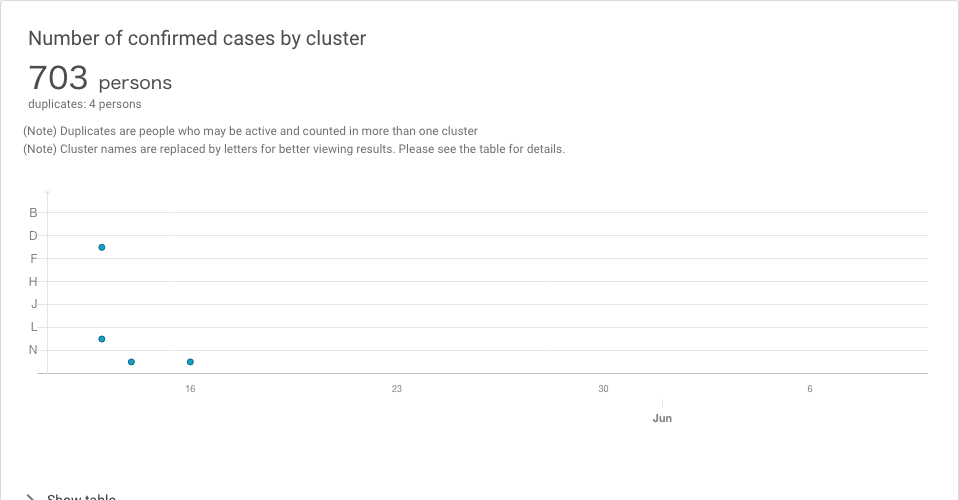 Number of confirmed cases by cluster
703 persons
duplicates: 4 persons
(Note) Duplicates are people who may be active and counted in more than one cluster
(Note) Cluster names are replaced by letters for better viewing results. Please see the table for details.
B
D
F
H
J
L
N
16 23 30 6
Jun
Show table